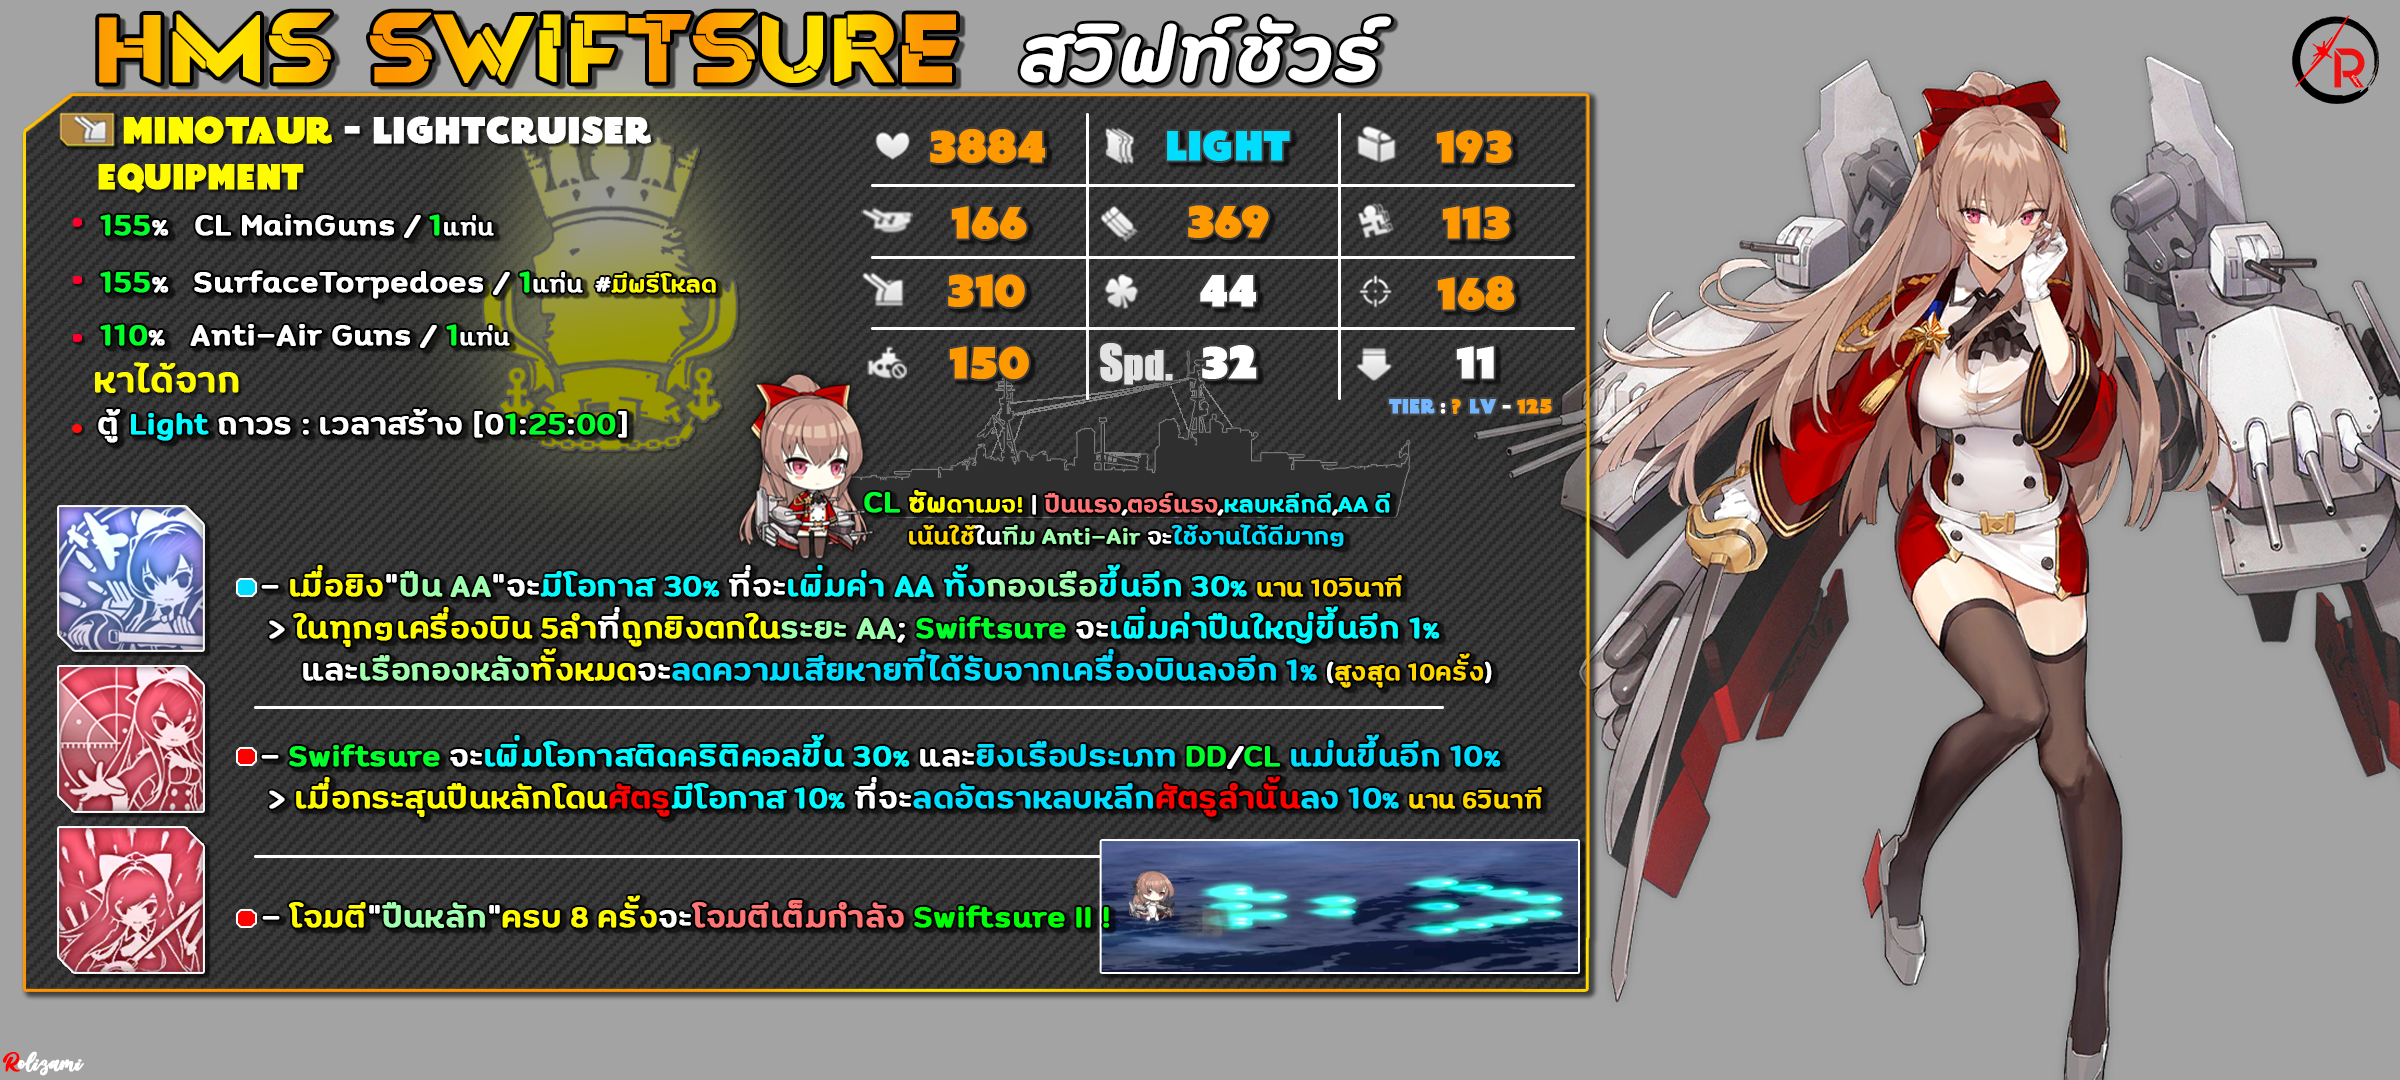 HMS SWIFTSURE สวิฟท์ชัวร์
R
MINOTAUR - LIGHTCRUISER
EQUIPMENT
155% CL MainGuns / 1แท่น
155% SurfaceTorpedoes / 1แท่น #มีพรีโหลด
110% Anti-Air Guns / 1แท่น
หาได้จาก
ตู้ Light ถาวร : เวลาสร้าง [01:25:00]
3884 LIGHT 193
166 369 113
310 44 168
150 Spd. 32 11
TIER : ? LV - 125
CL ซัพดาเมจ! | ปืนแรง,ตอร์แรง,หลบหลีกดี,AA ดี
เน้นใช้ในทีม Anti-Air จะใช้งานได้ดีมากๆ
- เมื่อยิง"ปืน AA"จะมีโอกาส 30% ที่จะเพิ่มค่า AA ทั้งกองเรือขึ้นอีก 30% นาน 10วินาที
> ในทุกๆเครื่องบิน 5ลำที่ถูกยิงตกในระยะ AA; Swiftsure จะเพิ่มค่าปืนใหญ่ขึ้นอีก 1%
และเรือกองหลังทั้งหมดจะลดความเสียหายที่ได้รับจากเครื่องบินลงอีก 1% (สูงสุด 10ครั้ง)
- Swiftsure จะเพิ่มโอกาสติดคริติคอลขึ้น 30% และยิงเรือประเภท DD/CL แม่นขึ้นอีก 10%
> เมื่อกระสุนปืนหลักโดนศัตรูมีโอกาส 10% ที่จะลดอัตราหลบหลีกศัตรูลำนั้นลง 10% นาน 6วินาที
- โจมตี"ปืนหลัก"ครบ 8 ครั้งจะโจมตีเต็มกำลัง Swiftsure II !
Rolizami